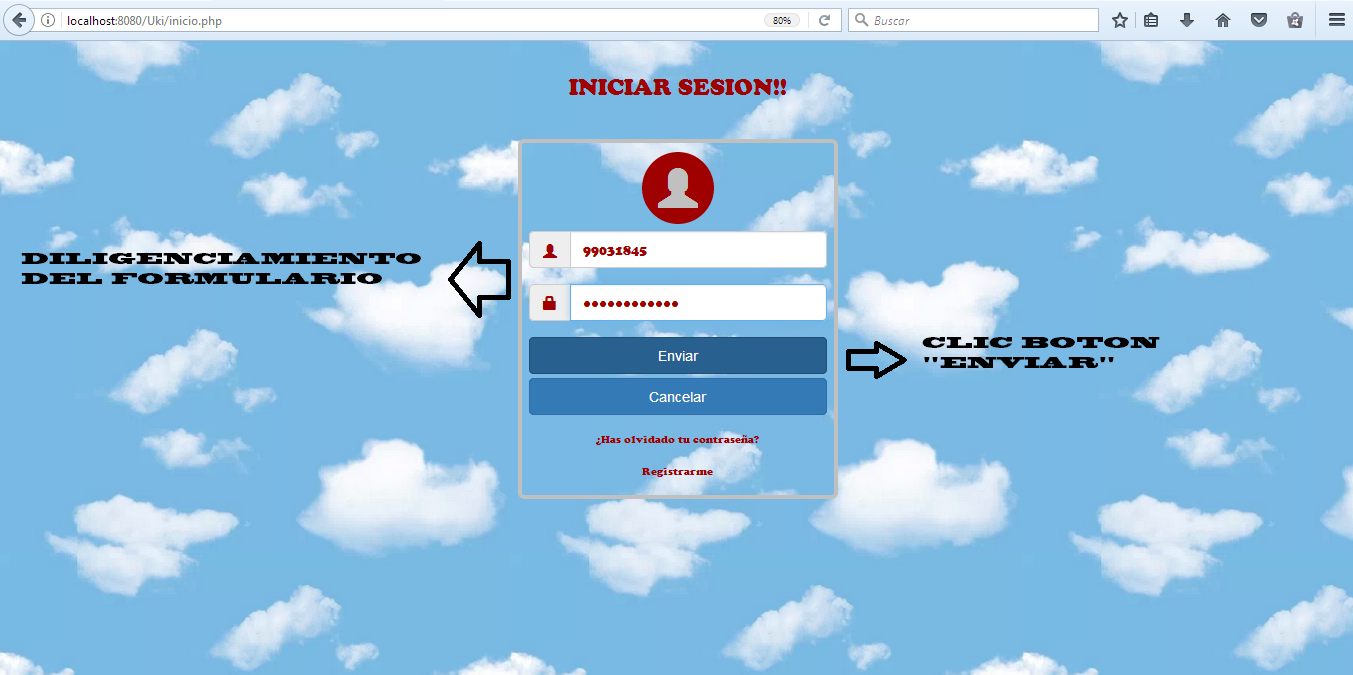 localhost:8080/Uki/inicio.php
80%
Buscar
INICIAR SESION!!
99031845
DILIGENCIAMIENTO
DEL FORMULARIO
••••••••••••
CLIC BOTON
"ENVIAR"
Enviar
Cancelar
¿Has olvidado tu contraseña?
Registrarme